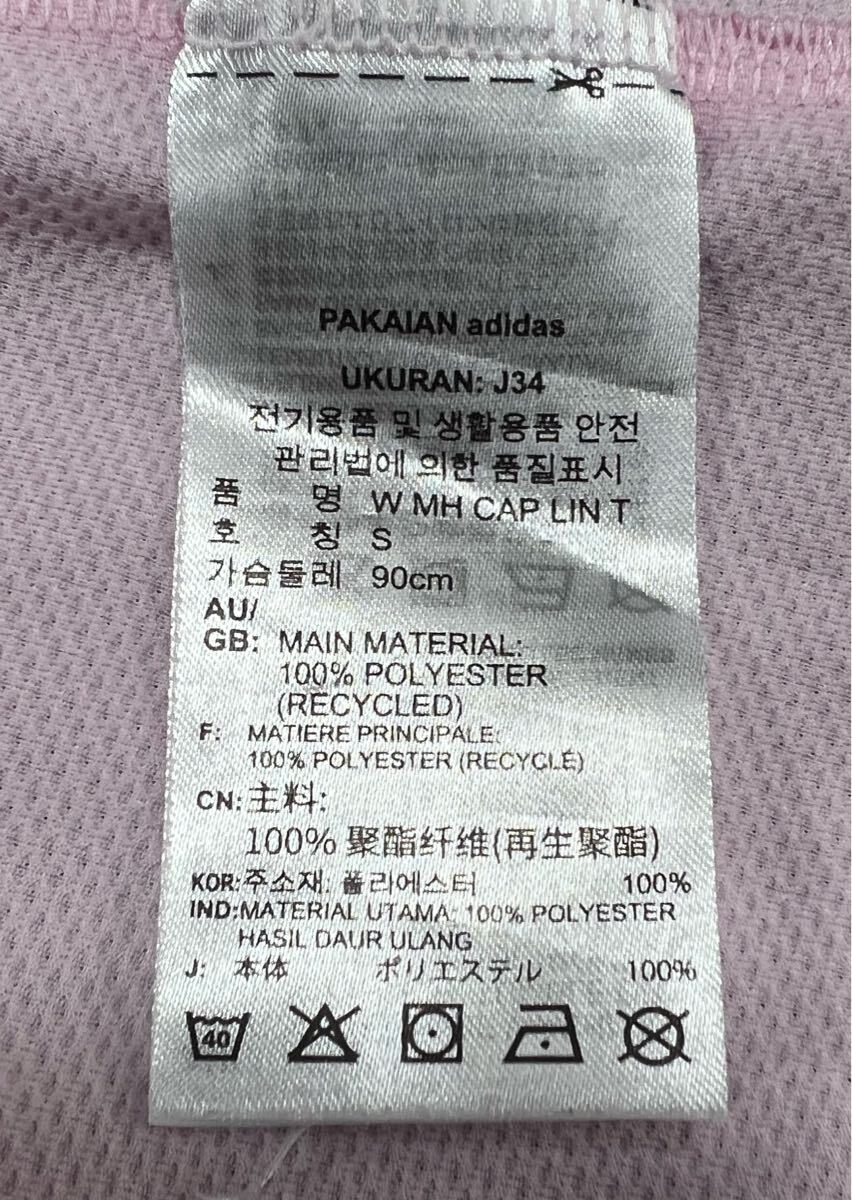 PAKAIAN adidas
UKURAN: J34
전기용품 및 생활용품 안전
관리법에 의한 품질표시
품 명 W MH CAP LIN T
호 칭 S
가슴둘레 90cm
AU/
GB: MAIN MATERIAL:
100% POLYESTER
(RECYCLED)
F: MATIERE PRINCIPALE:
100% POLYESTER (RECYCLÉ)
CN: 主料:
100% 聚酯纤维(再生聚酯)
KOR: 주소재: 폴리에스터 100%
IND: MATERIAL UTAMA: 100% POLYESTER
HASIL DAUR ULANG
J: 本体 ポリエステル 100%
40